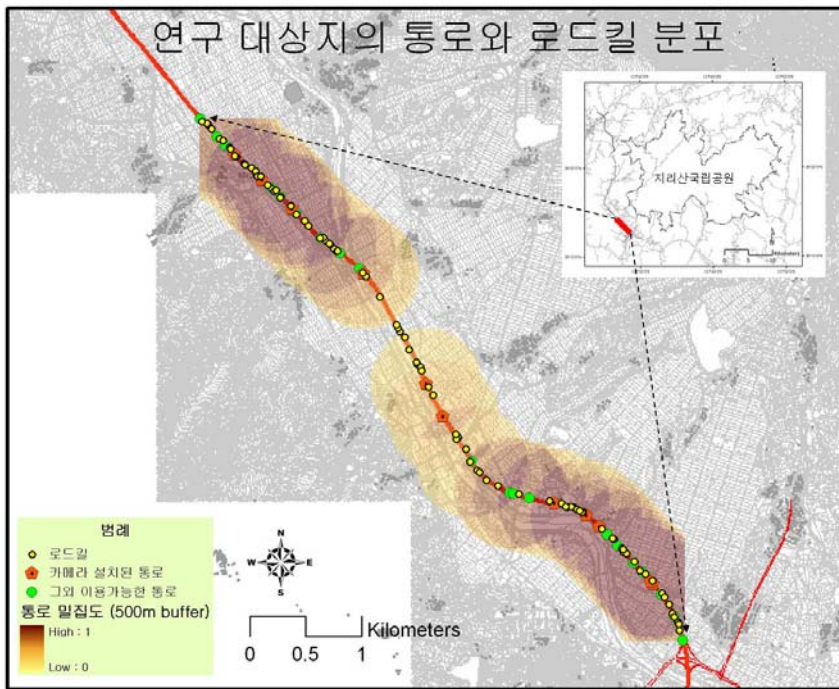 연구 대상지의 통로와 로드킬 분포
지리산국립공원
N
W E
S
범례
로드킬
카메라 설치된 통로
그외 이용가능한 통로
통로 밀집도 (500m buffer)
High : 1
Low : 0
Kilometers
0 0.5 1